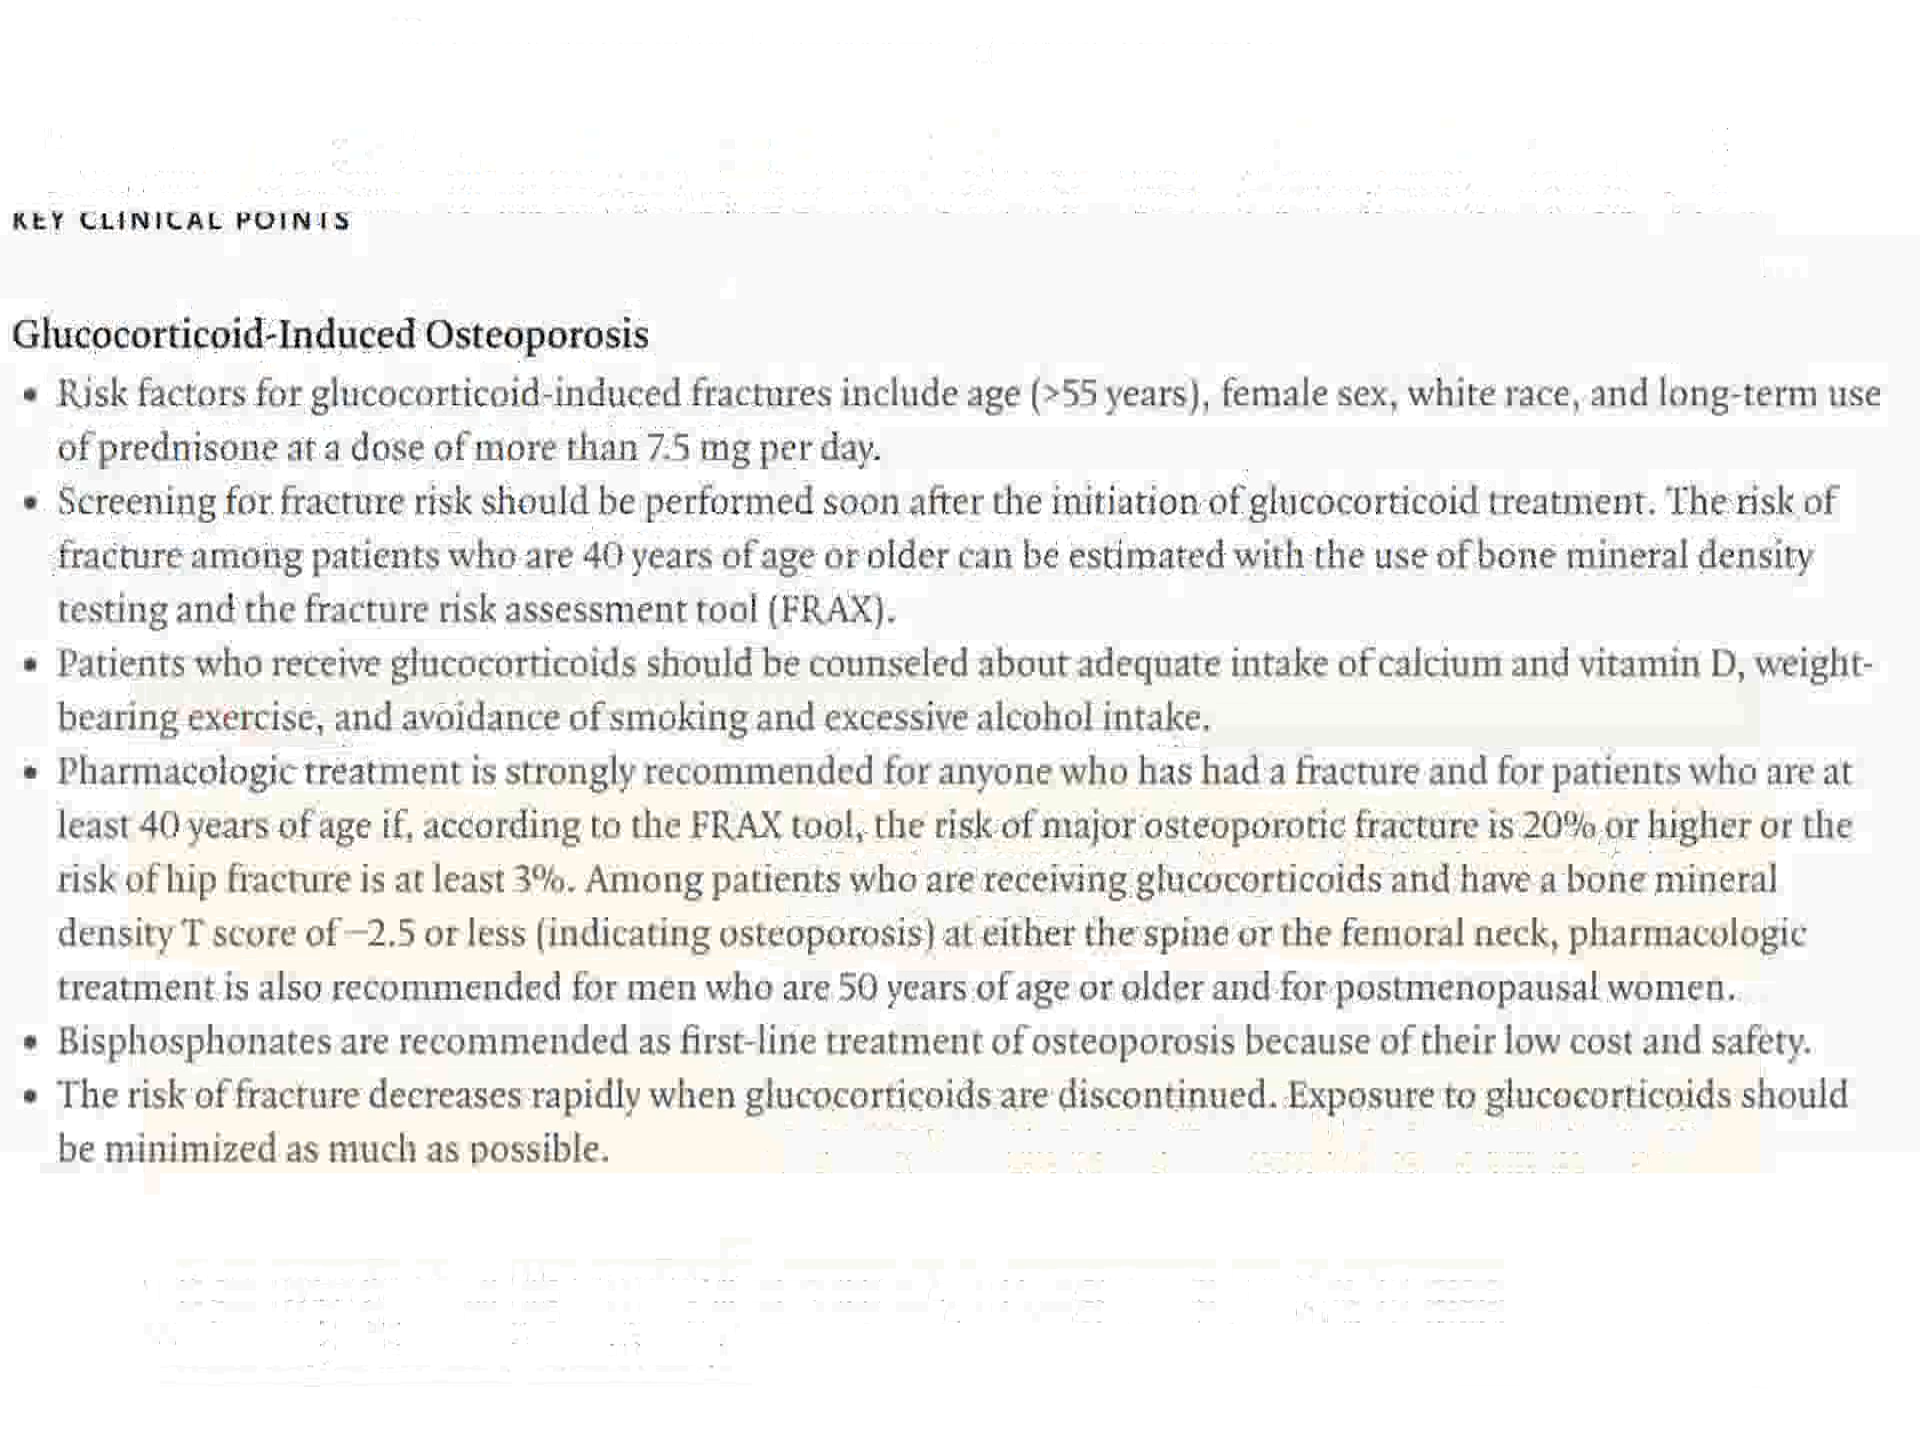 KEY CLINICAL POINTS
Glucocorticoid-Induced Osteoporosis
• Risk factors for glucocorticoid-induced fractures include age (>55 years), female sex, white race, and long-term use
of prednisone at a dose of more than 7.5 mg per day.
• Screening for fracture risk should be performed soon after the initiation of glucocorticoid treatment. The risk of
fracture among patients who are 40 years of age or older can be estimated with the use of bone mineral density
testing and the fracture risk assessment tool (FRAX).
• Patients who receive glucocorticoids should be counseled about adequate intake of calcium and vitamin D, weight-
bearing exercise, and avoidance of smoking and excessive alcohol intake.
• Pharmacologic treatment is strongly recommended for anyone who has had a fracture and for patients who are at
least 40 years of age if, according to the FRAX tool, the risk of major osteoporotic fracture is 20% or higher or the
risk of hip fracture is at least 3%. Among patients who are receiving glucocorticoids and have a bone mineral
density T score of −2.5 or less (indicating osteoporosis) at either the spine or the femoral neck, pharmacologic
treatment is also recommended for men who are 50 years of age or older and for postmenopausal women.
• Bisphosphonates are recommended as first-line treatment of osteoporosis because of their low cost and safety.
• The risk of fracture decreases rapidly when glucocorticoids are discontinued. Exposure to glucocorticoids should
be minimized as much as possible.